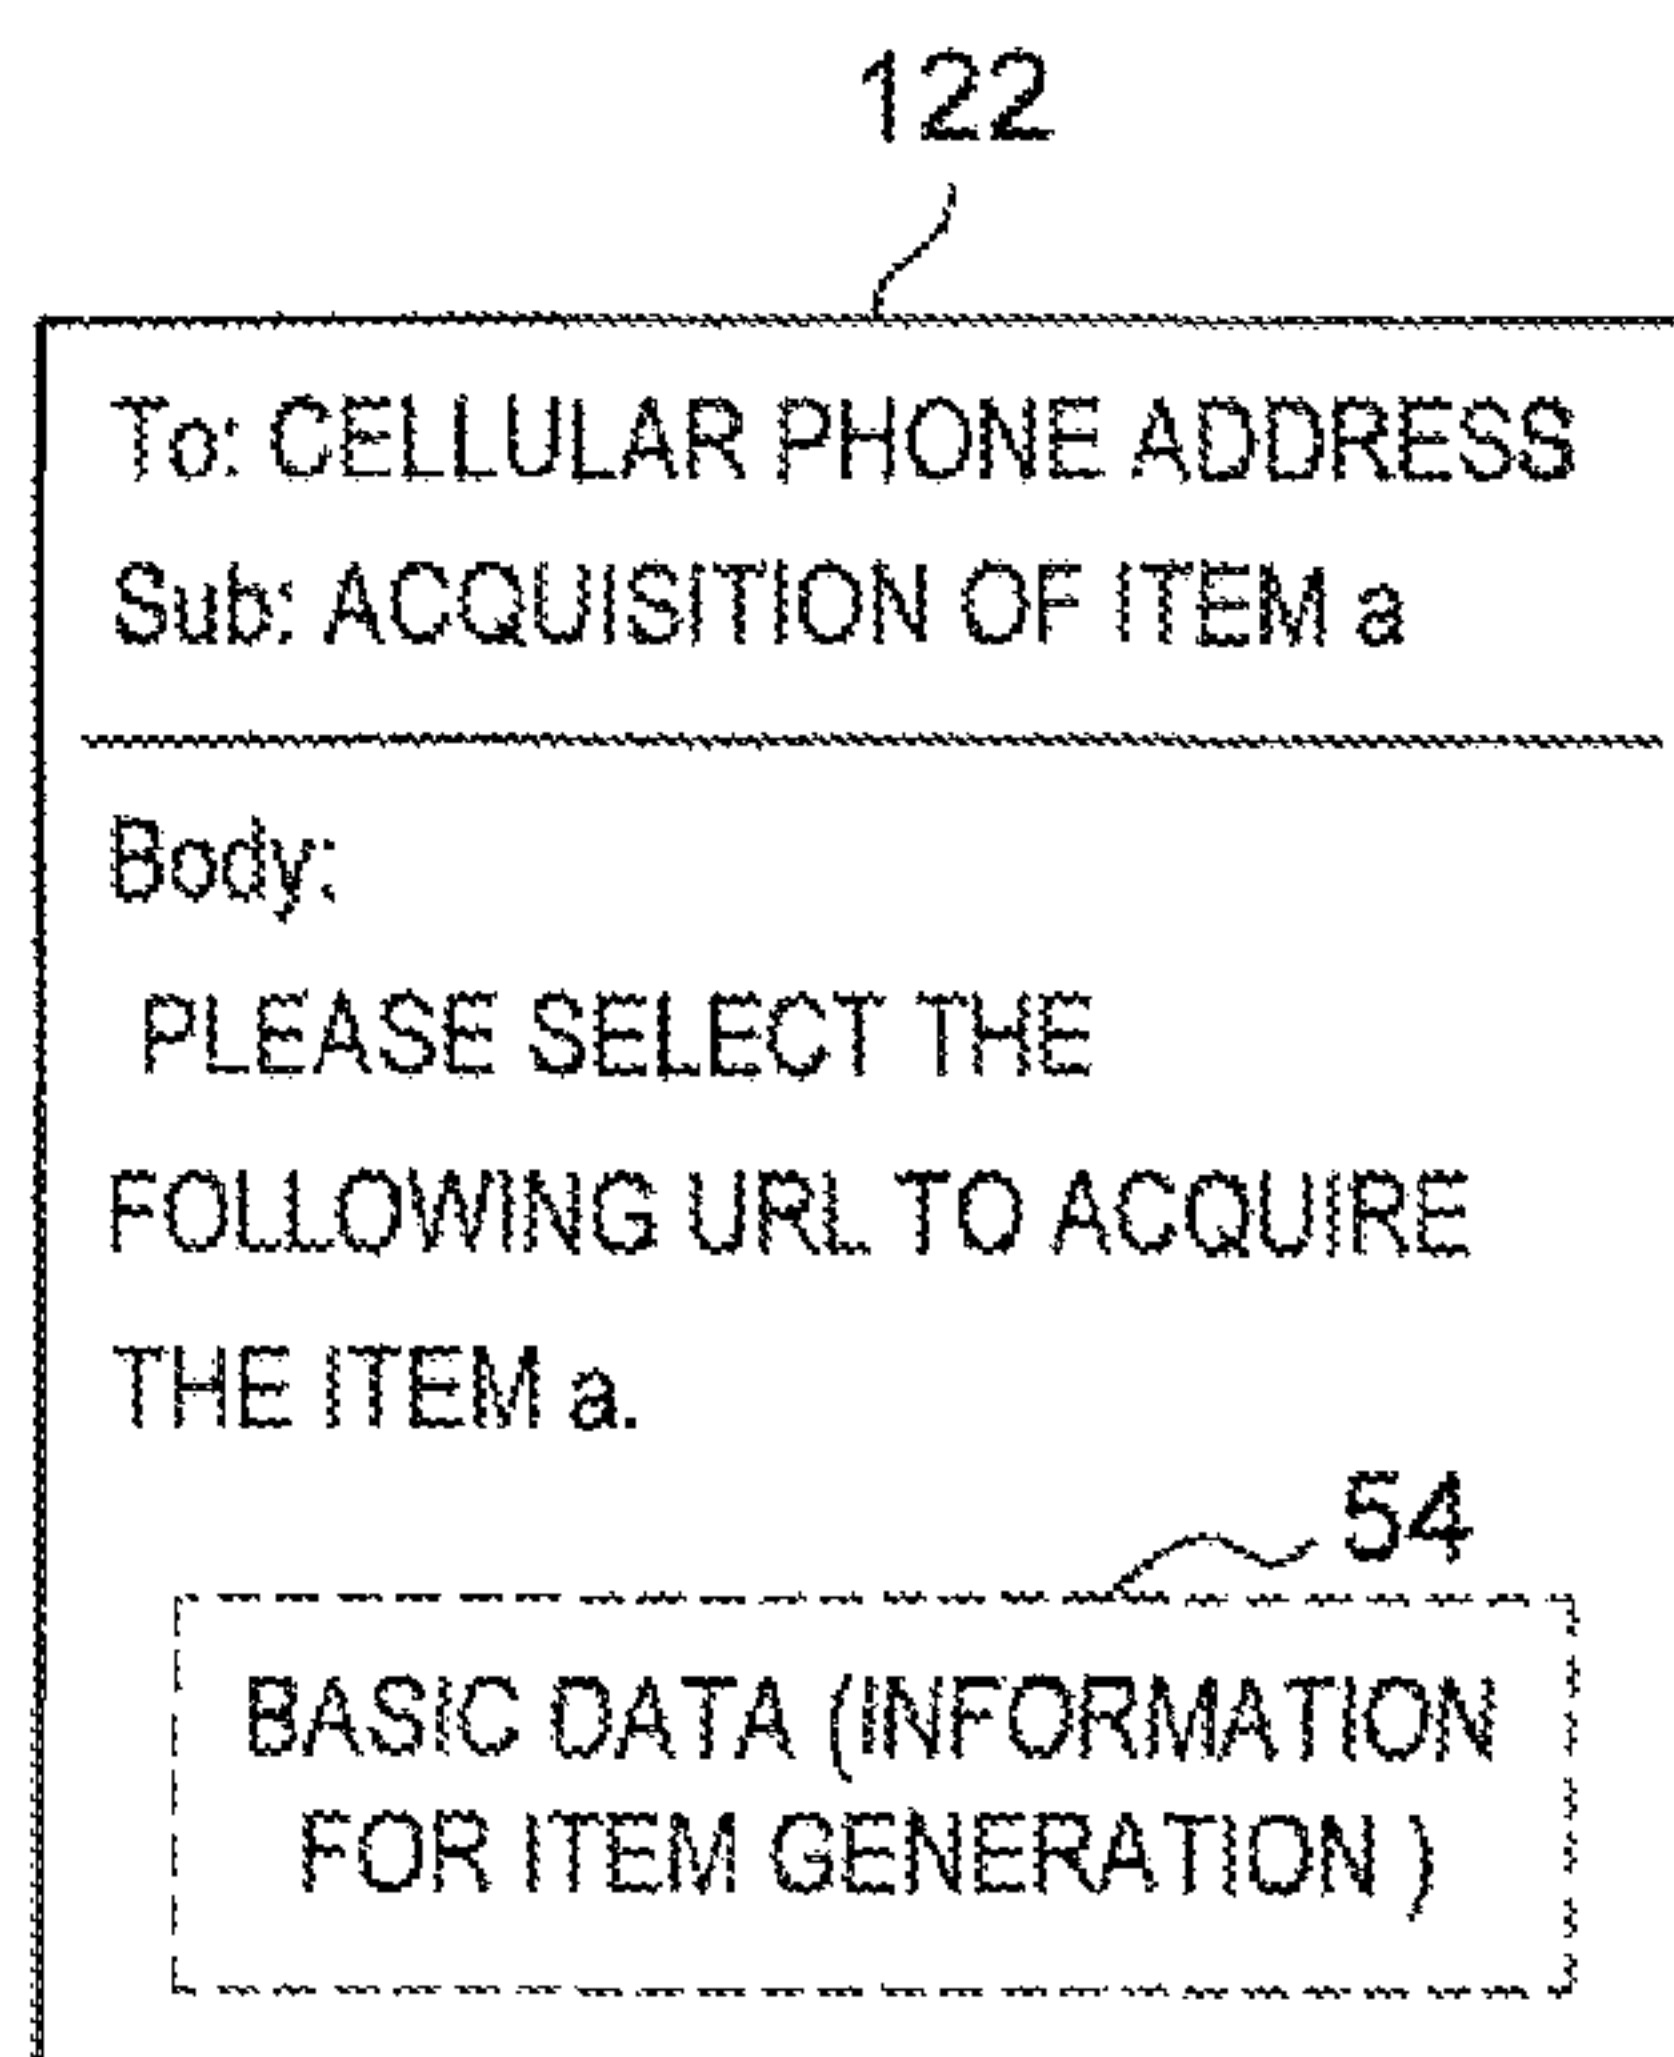 122
To: CELLULAR PHONE ADDRESS
Sub: ACQUISITION OF ITEM a
Body:
PLEASE SELECT THE
FOLLOWING URL TO ACQUIRE
THE ITEM a.
54
BASIC DATA (INFORMATION
FOR ITEM GENERATION )